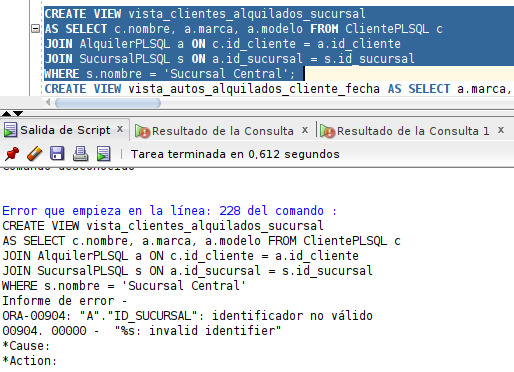 CREATE VIEW vista_clientes_alquilados_sucursal
AS SELECT c.nombre, a.marca, a.modelo FROM ClientePLSQL c
JOIN AlquilerPLSQL a ON c.id_cliente = a.id_cliente
JOIN SucursalPLSQL s ON a.id_sucursal = s.id_sucursal
WHERE s.nombre = 'Sucursal Central';
CREATE VIEW vista_autos_alquilados_cliente_fecha AS SELECT a.marca,
Salida de Script x Resultado de la Consulta x Resultado de la Consulta 1 x
Tarea terminada en 0,612 segundos
Comando desconocido
Error que empieza en la línea: 228 del comando :
CREATE VIEW vista_clientes_alquilados_sucursal
AS SELECT c.nombre, a.marca, a.modelo FROM ClientePLSQL c
JOIN AlquilerPLSQL a ON c.id_cliente = a.id_cliente
JOIN SucursalPLSQL s ON a.id_sucursal = s.id_sucursal
WHERE s.nombre = 'Sucursal Central'
Informe de error -
ORA-00904: "A"."ID_SUCURSAL": identificador no válido
00904. 00000 -  "%s: invalid identifier"
*Cause:
*Action: